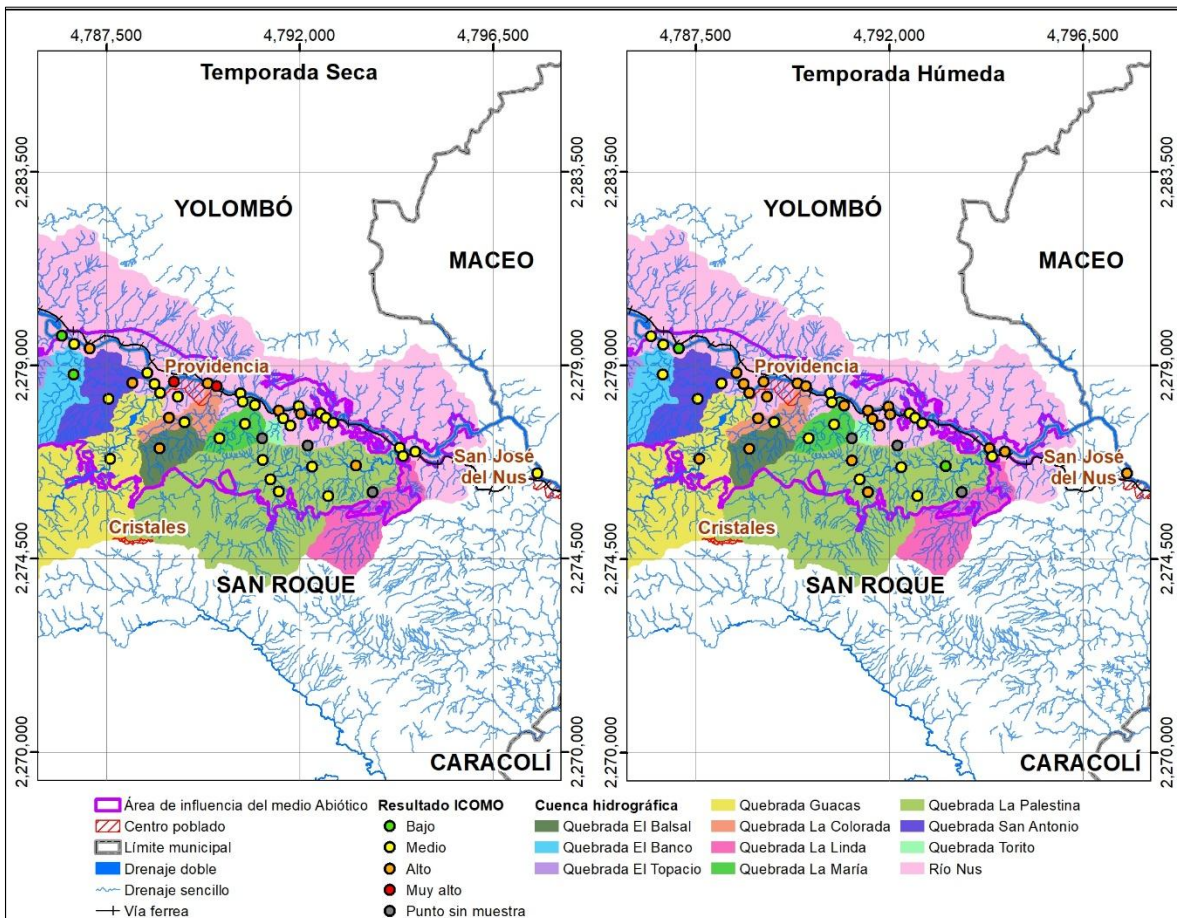 4,787,500 4,792,000 4,796,500 4,787,500 4,792,000 4,796,500
Temporada Seca Temporada Húmeda
2,283,500 2,283,500 2,283,500 2,283,500
YOLOMBÓ YOLOMBÓ
MACEO MACEO
2,279,000 2,279,000 2,279,000 2,279,000
Providencia Providencia
San José del Nus San José del Nus
Cristales Cristales
2,274,500 2,274,500 2,274,500 2,274,500
SAN ROQUE SAN ROQUE
2,270,000 2,270,000 2,270,000 2,270,000
CARACOLÍ CARACOLÍ
Área de influencia del medio Abiótico
Centro poblado
Límite municipal
Drenaje doble
Drenaje sencillo
Vía ferrea
Resultado ICOMO
Bajo
Medio
Alto
Muy alto
Punto sin muestra
Cuenca hidrográfica
Quebrada El Balsal
Quebrada El Banco
Quebrada El Topacio
Quebrada Guacas
Quebrada La Colorada
Quebrada La Linda
Quebrada La María
Quebrada La Palestina
Quebrada San Antonio
Quebrada Torito
Río Nus